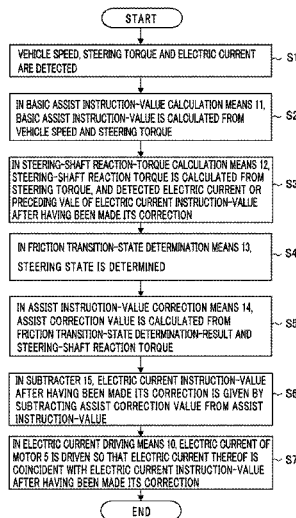 START
VEHICLE SPEED, STEERING TORQUE AND ELECTRIC CURRENT
ARE DETECTED
S1
IN BASIC ASSIST INSTRUCTION-VALUE CALCULATION MEANS 11,
BASIC ASSIST INSTRUCTION-VALUE IS CALCULATED FROM
VEHICLE SPEED AND STEERING TORQUE
S2
IN STEERING-SHAFT REACTION-TORQUE CALCULATION MEANS 12,
STEERING-SHAFT REACTION TORQUE IS CALCULATED FROM
STEERING TORQUE, AND DETECTED ELECTRIC CURRENT OR
PRECEDING VALE OF ELECTRIC CURRENT INSTRUCTION-VALUE
AFTER HAVING BEEN MADE ITS CORRECTION
S3
IN FRICTION TRANSITION-STATE DETERMINATION MEANS 13,
STEERING STATE IS DETERMINED
S4
IN ASSIST INSTRUCTION-VALUE CORRECTION MEANS 14,
ASSIST CORRECTION VALUE IS CALCULATED FROM
FRICTION TRANSITION-STATE DETERMINATION-RESULT AND
STEERING-SHAFT REACTION TORQUE
S5
IN SUBTRACTER 15, ELECTRIC CURRENT INSTRUCTION-VALUE
AFTER HAVING BEEN MADE ITS CORRECTION IS GIVEN BY
SUBTRACTING ASSIST CORRECTION VALUE FROM ASSIST
INSTRUCTION-VALUE
S6
IN ELECTRIC CURRENT DRIVING MEANS 10, ELECTRIC CURRENT OF
MOTOR 5 IS DRIVEN SO THAT ELECTRIC CURRENT THEREOF IS
COINCIDENT WITH ELECTRIC CURRENT INSTRUCTION-VALUE
AFTER HAVING BEEN MADE ITS CORRECTION
S7
END